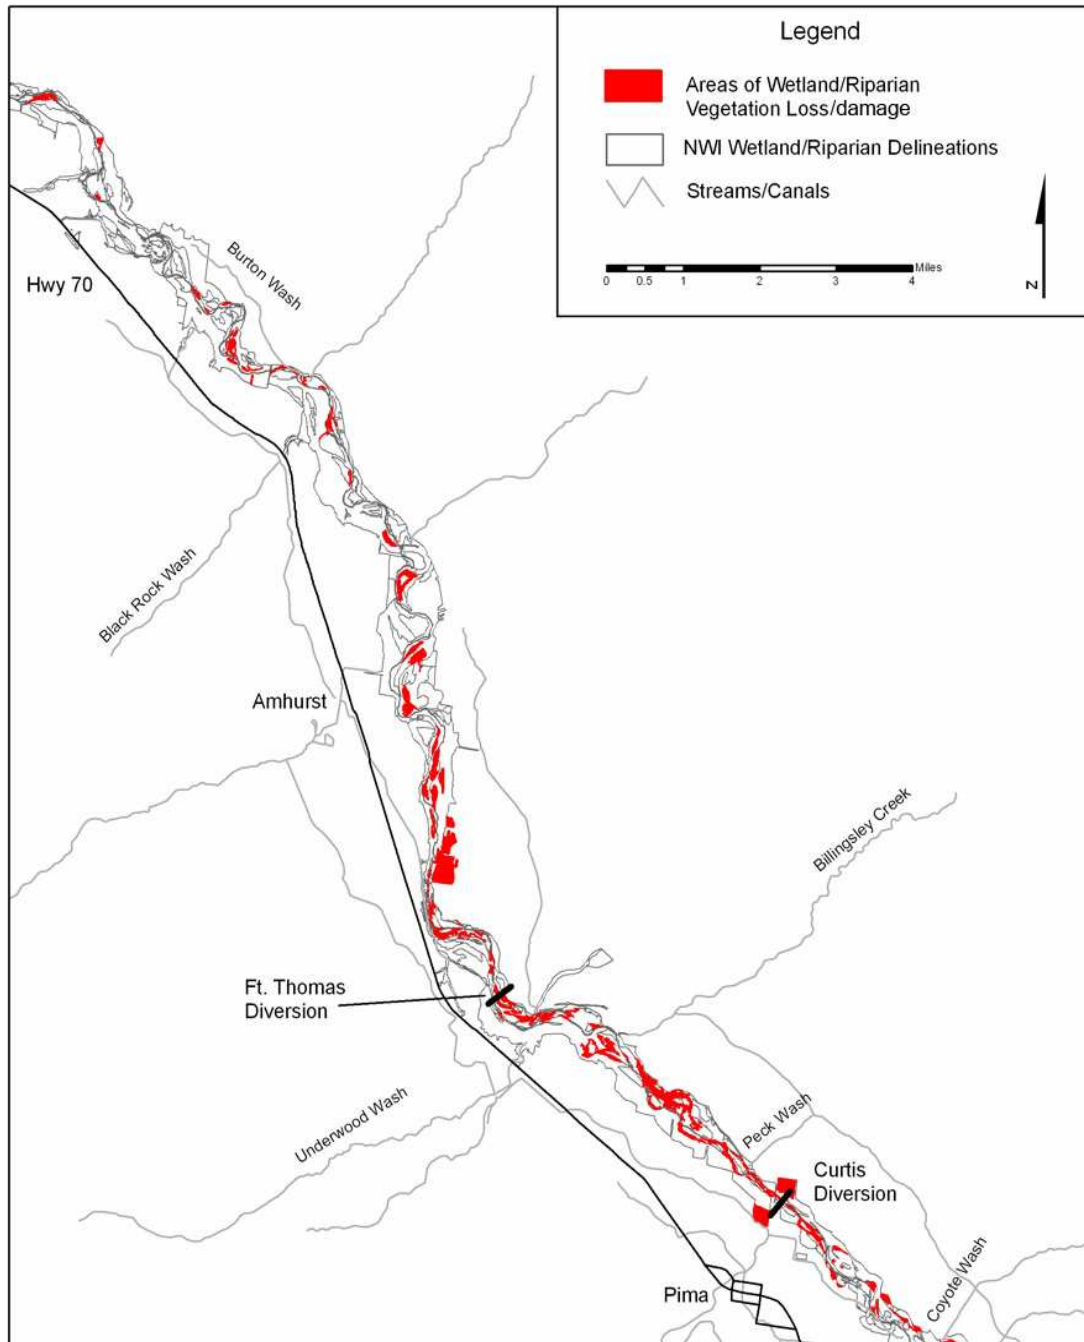 Legend
Areas of Wetland/Riparian
Vegetation Loss/damage
NWI Wetland/Riparian Delineations
Streams/Canals
Miles
0 0.5 1 2 3 4
N
Burton Wash
Hwy 70
Black Rock Wash
Amhurst
Billingsley Creek
Ft. Thomas
Diversion
Underwood Wash
Peck Wash
Curtis
Diversion
Coyote Wash
Pima